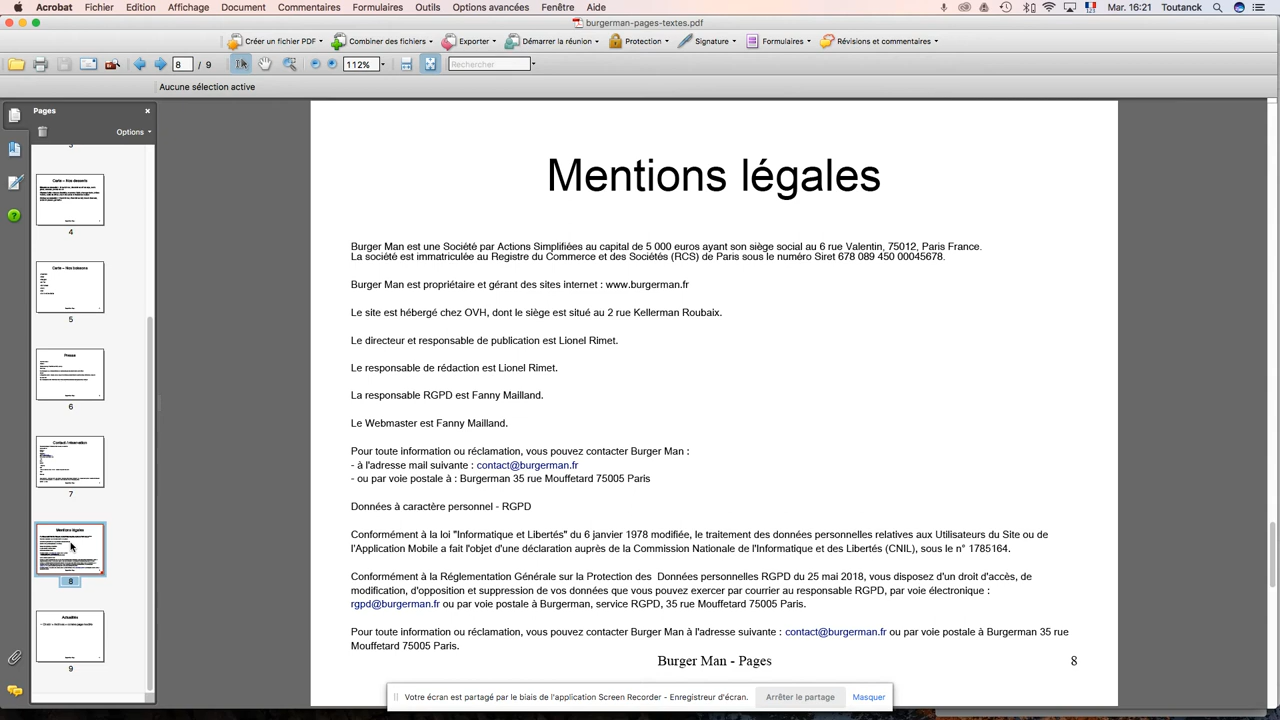 Acrobat Fichier Edition Affichage Document Commentaires Formulaires Outils Options avancées Fenêtre Aide Mar. 16:21 Toutanck
burgerman-pages-textes.pdf
Créer un fichier PDF Combiner des fichiers Exporter Démarrer la réunion Protection Signature Formulaires Révisions et commentaires
8 / 9 112% Rechercher
Aucune sélection active
Pages
Options
Carte – Nos desserts
4
Carte – Nos boissons
5
Presse
6
Contact / réservation
7
Mentions légales
8
Actualités
9
Mentions légales
Burger Man est une Société par Actions Simplifiées au capital de 5 000 euros ayant son siège social au 6 rue Valentin, 75012, Paris France.
La société est immatriculée au Registre du Commerce et des Sociétés (RCS) de Paris sous le numéro Siret 678 089 450 00045678.
Burger Man est propriétaire et gérant des sites internet : www.burgerman.fr
Le site est hébergé chez OVH, dont le siège est situé au 2 rue Kellerman Roubaix.
Le directeur et responsable de publication est Lionel Rimet.
Le responsable de rédaction est Lionel Rimet.
La responsable RGPD est Fanny Mailland.
Le Webmaster est Fanny Mailland.
Pour toute information ou réclamation, vous pouvez contacter Burger Man :
- à l'adresse mail suivante : contact@burgerman.fr
- ou par voie postale à : Burgerman 35 rue Mouffetard 75005 Paris
Données à caractère personnel - RGPD
Conformément à la loi "Informatique et Libertés" du 6 janvier 1978 modifiée, le traitement des données personnelles relatives aux Utilisateurs du Site ou de
l'Application Mobile a fait l'objet d'une déclaration auprès de la Commission Nationale de l'Informatique et des Libertés (CNIL), sous le n° 1785164.
Conformément à la Réglementation Générale sur la Protection des Données personnelles RGPD du 25 mai 2018, vous disposez d'un droit d'accès, de
modification, d'opposition et suppression de vos données que vous pouvez exercer par courrier au responsable RGPD, par voie électronique :
rgpd@burgerman.fr ou par voie postale à Burgerman, service RGPD, 35 rue Mouffetard 75005 Paris.
Pour toute information ou réclamation, vous pouvez contacter Burger Man à l'adresse suivante : contact@burgerman.fr ou par voie postale à Burgerman 35 rue
Mouffetard 75005 Paris.
Burger Man - Pages 8
Votre écran est partagé par le biais de l'application Screen Recorder - Enregistreur d'écran. Arrêter le partage Masquer